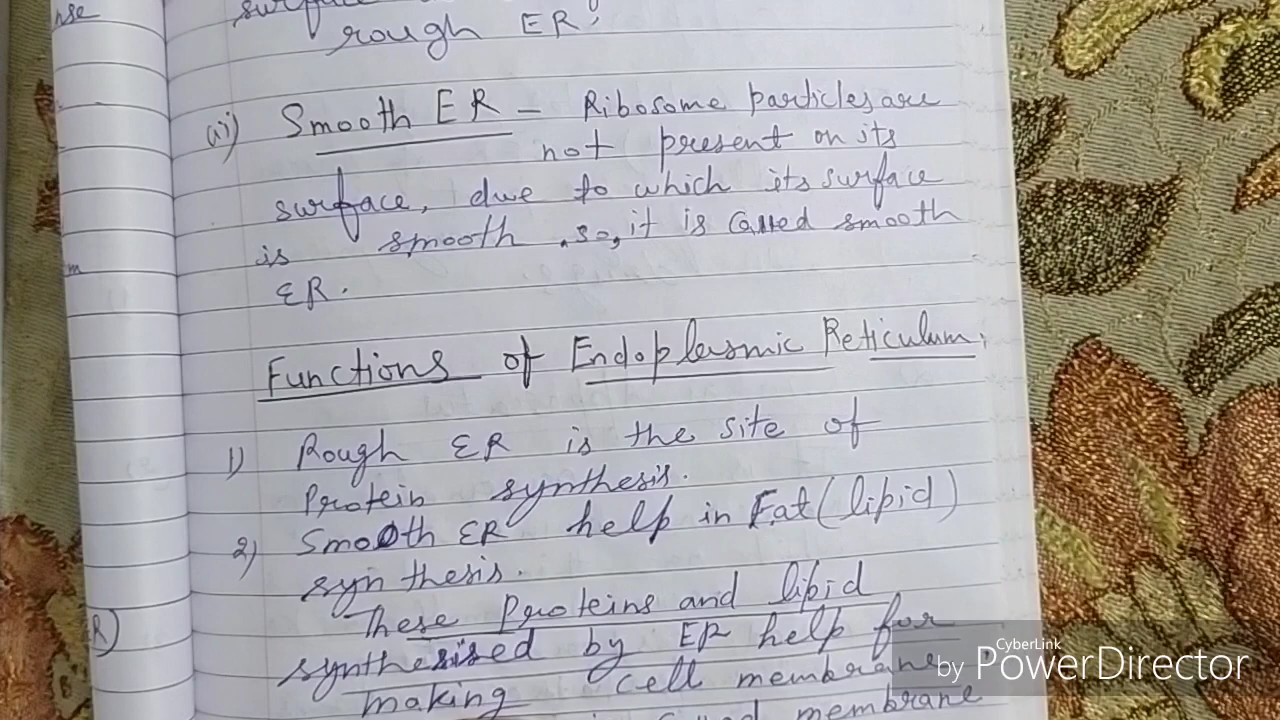 nse
surface
rough ER.
(ii) Smooth ER – Ribosome particles are
not present on its
surface, due to which its surface
is smooth, so, it is called smooth
m
ER.
Functions of Endoplasmic Reticulum.
1) Rough ER is the site of
Protein synthesis.
2) Smooth ER help in Fat (lipid)
synthesis.
These Proteins and lipid
R)
synthesised by ER help for
making cell membrane
membrane
CyberLink
by PowerDirector